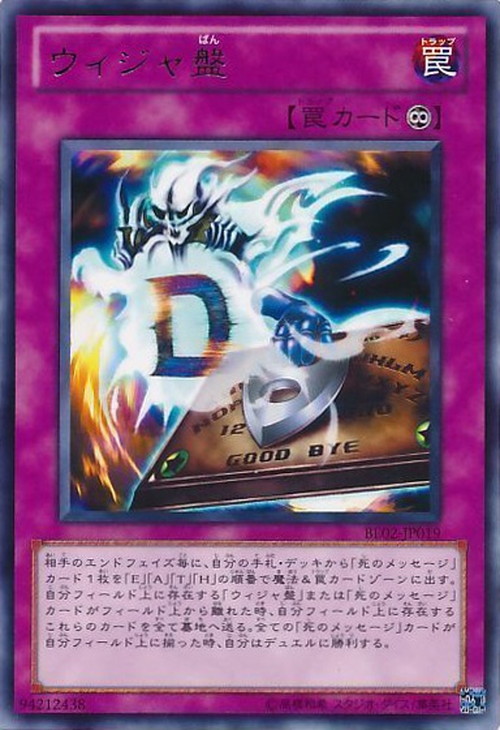 ウィジャ盤
ばん
罠
トラップ
【罠カード】
トラップ
D
GOOD BYE
BE02-JP019
相手のエンドフェイズ毎に、自分の手札・デッキから「死のメッセージ」
カード1枚を「E」「A」「T」「H」の順番で魔法&罠カードゾーンに出す。
自分フィールド上に存在する「ウィジャ盤」または「死のメッセージ」
カードがフィールド上から離れた時、自分フィールド上に存在する
これらのカードを全て墓地へ送る。全ての「死のメッセージ」カードが
自分フィールド上に揃った時、自分はデュエルに勝利する。
94212438
©高橋和希 スタジオ・ダイス/集英社